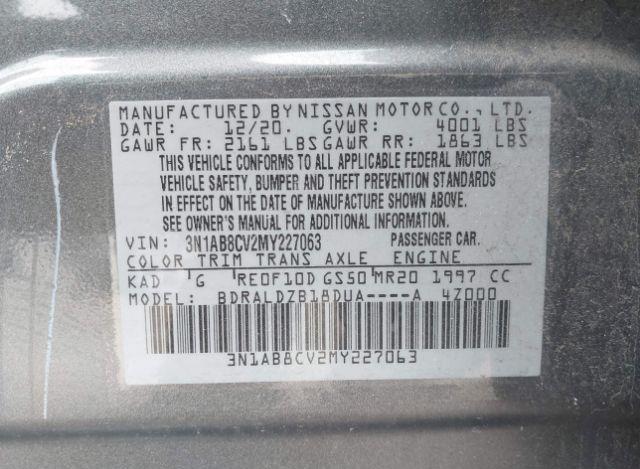 MANUFACTURED BY NISSAN MOTOR CO., LTD.
DATE: 12/20. GVWR: 4001 LBS
GAWR FR: 2161 LBS GAWR RR: 1863 LBS
THIS VEHICLE CONFORMS TO ALL APPLICABLE FEDERAL MOTOR
VEHICLE SAFETY, BUMPER AND THEFT PREVENTION STANDARDS
IN EFFECT ON THE DATE OF MANUFACTURE SHOWN ABOVE.
SEE OWNER'S MANUAL FOR ADDITIONAL INFORMATION.
VIN: 3N1AB8CV2MY227063 PASSENGER CAR.
COLOR TRIM TRANS AXLE ENGINE
KAD G RE0F10D GS50 MR20 1997 CC
MODEL: BDRALDZB18DUA----A 4Z000
3N1AB8CV2MY227063